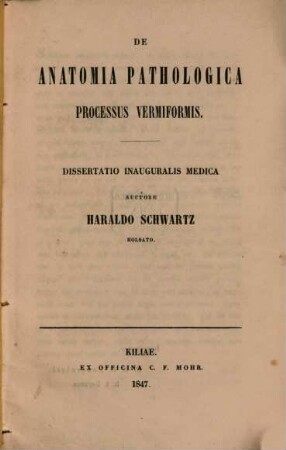 DE
ANATOMIA PATHOLOGICA
PROCESSUS VERMIFORMIS.
DISSERTATIO INAUGURALIS MEDICA
AUCTORE
HARALDO SCHWARTZ
HOLSATO.
KILIAE.
EX OFFICINA C. F. MOHR.
1847.